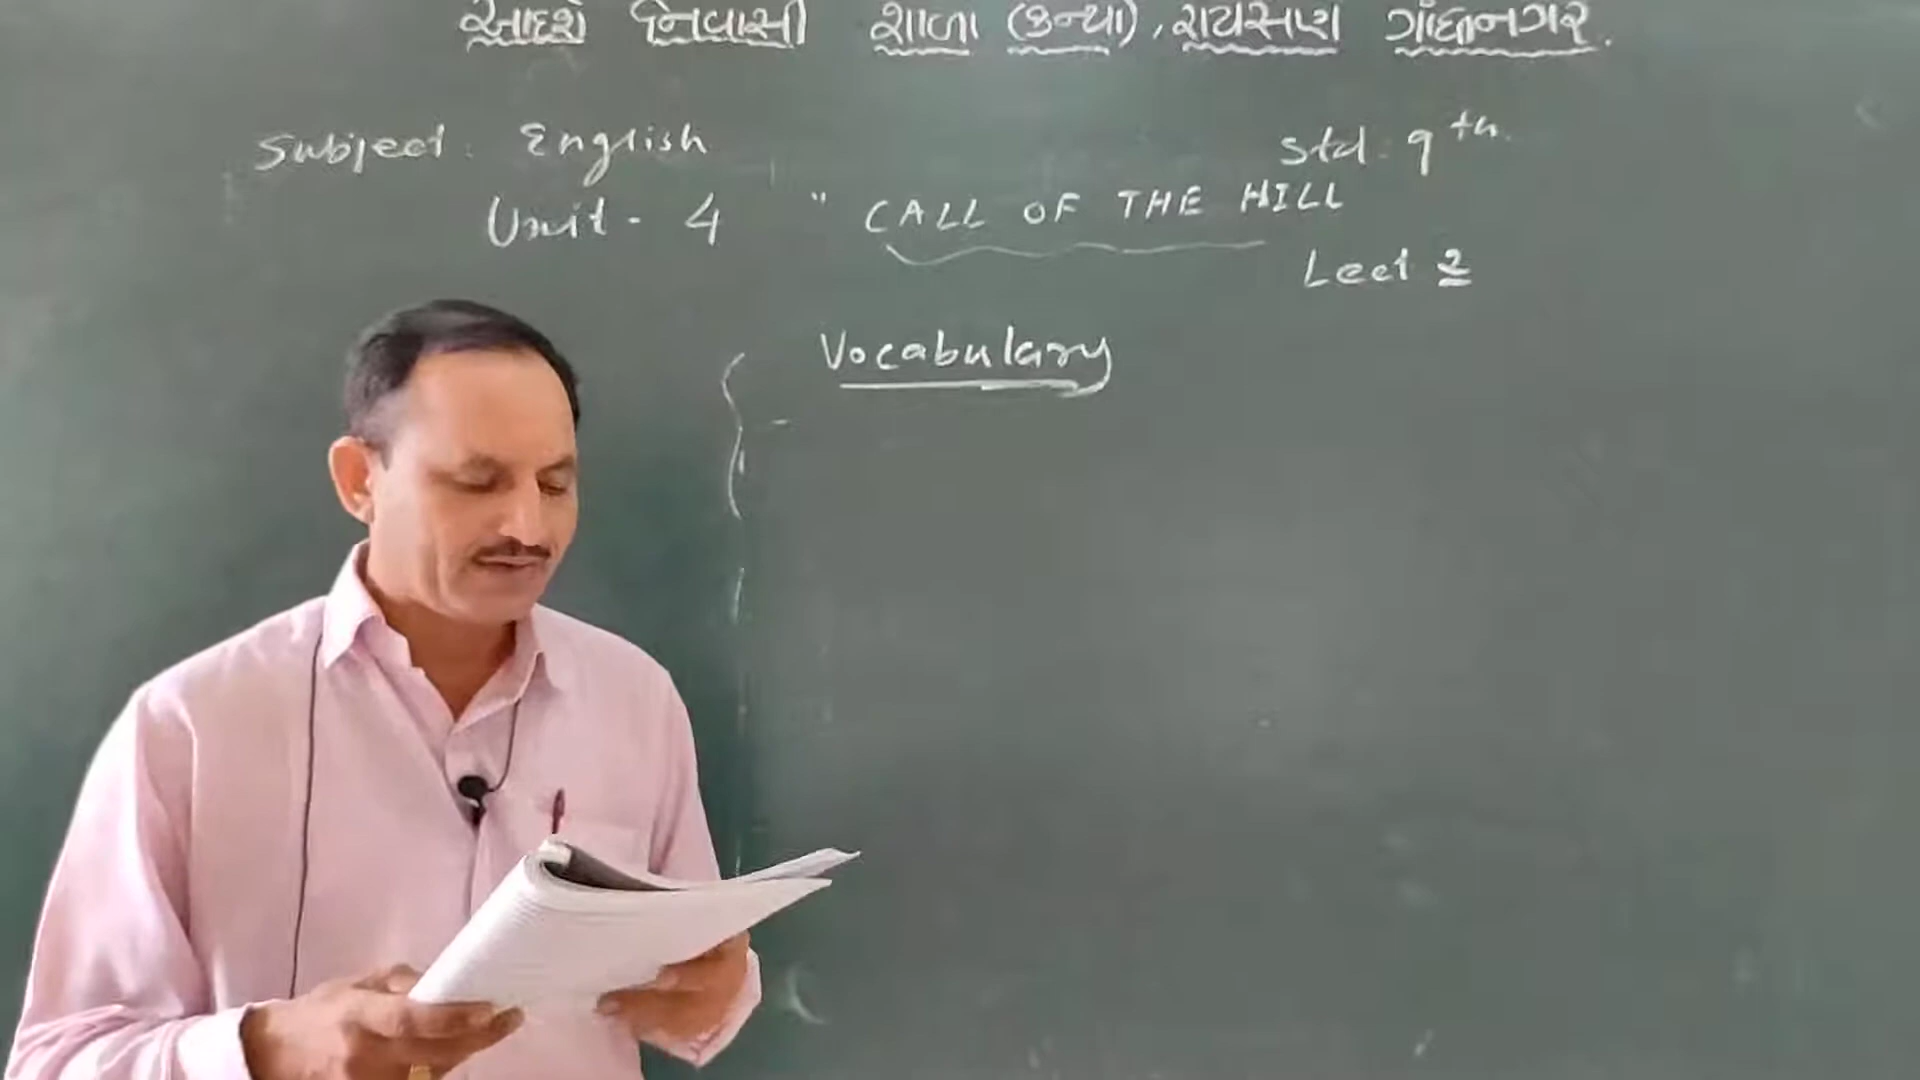 આદર્શ નિવાસી શાળા (કન્યા), રાયસણ ગાંધીનગર.
Subject: English Std: 9th
Unit - 4 " CALL OF THE HILL
Lect 2
Vocabulary